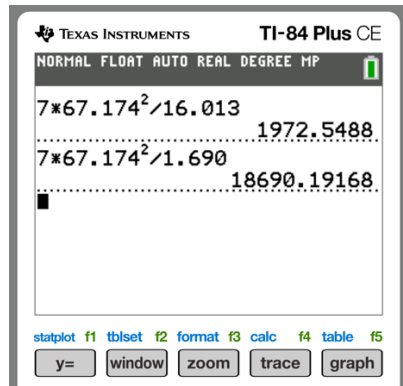 TEXAS INSTRUMENTS TI-84 Plus CE
NORMAL FLOAT AUTO REAL DEGREE MP
7*67.174²/16.013
1972.5488
7*67.174²/1.690
18690.19168
statplot f1 tblset f2 format f3 calc f4 table f5
y= window zoom trace graph